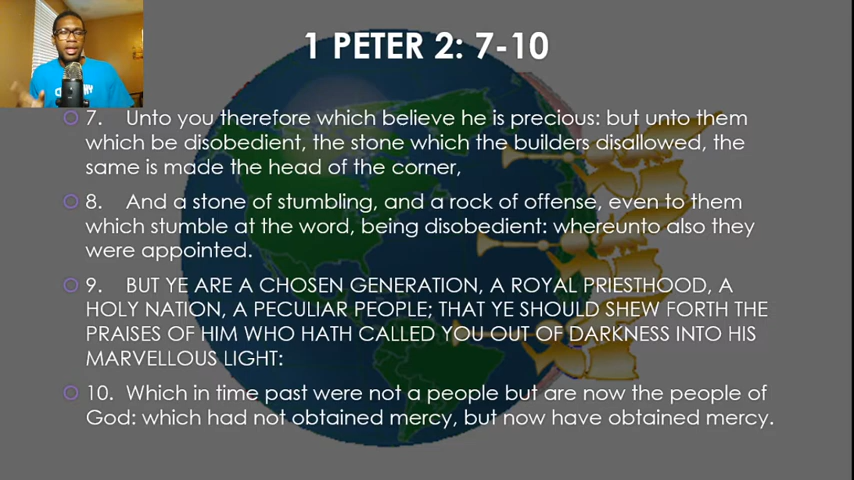 1 PETER 2: 7-10
7. Unto you therefore which believe he is precious: but unto them
which be disobedient, the stone which the builders disallowed, the
same is made the head of the corner,
8. And a stone of stumbling, and a rock of offense, even to them
which stumble at the word, being disobedient: whereunto also they
were appointed.
9. BUT YE ARE A CHOSEN GENERATION, A ROYAL PRIESTHOOD, A
HOLY NATION, A PECULIAR PEOPLE; THAT YE SHOULD SHEW FORTH THE
PRAISES OF HIM WHO HATH CALLED YOU OUT OF DARKNESS INTO HIS
MARVELLOUS LIGHT:
10. Which in time past were not a people but are now the people of
God: which had not obtained mercy, but now have obtained mercy.